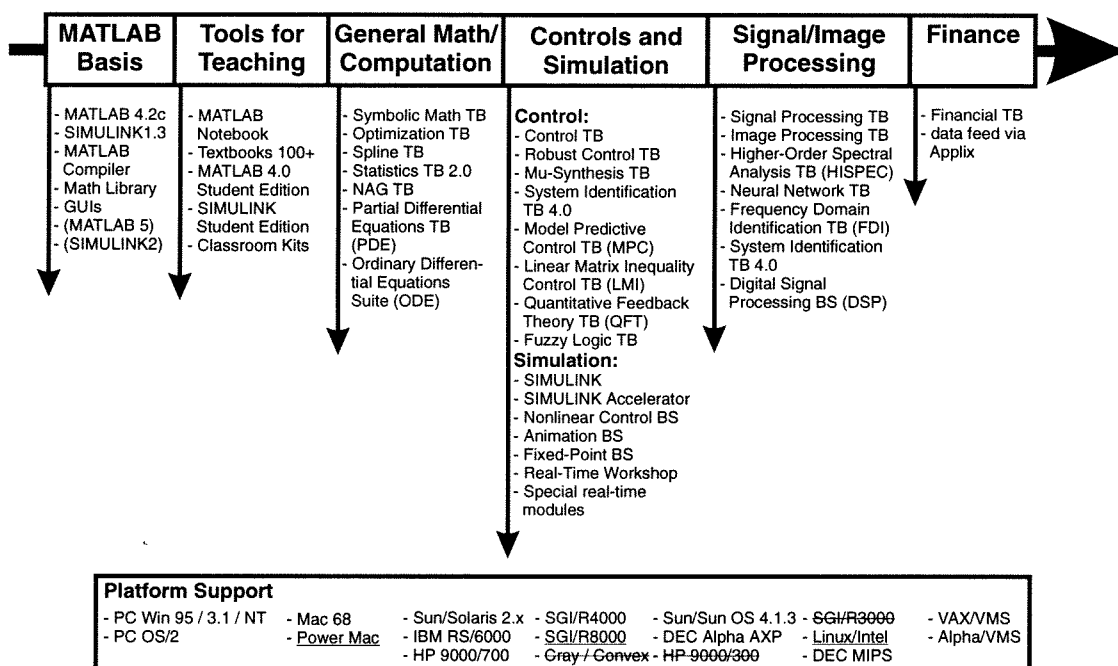 MATLAB
Basis
Tools for
Teaching
General Math/
Computation
Controls and
Simulation
Signal/Image
Processing
Finance
- MATLAB 4.2c
- SIMULINK1.3
- MATLAB
Compiler
- Math Library
- GUIs
- (MATLAB 5)
- (SIMULINK2)
- MATLAB
Notebook
- Textbooks 100+
- MATLAB 4.0
Student Edition
- SIMULINK
Student Edition
- Classroom Kits
- Symbolic Math TB
- Optimization TB
- Spline TB
- Statistics TB 2.0
- NAG TB
- Partial Differential
Equations TB
(PDE)
- Ordinary Differen-
tial Equations
Suite (ODE)
Control:
- Control TB
- Robust Control TB
- Mu-Synthesis TB
- System Identification
TB 4.0
- Model Predictive
Control TB (MPC)
- Linear Matrix Inequality
Control TB (LMI)
- Quantitative Feedback
Theory TB (QFT)
- Fuzzy Logic TB
Simulation:
- SIMULINK
- SIMULINK Accelerator
- Nonlinear Control BS
- Animation BS
- Fixed-Point BS
- Real-Time Workshop
- Special real-time
modules
- Signal Processing TB
- Image Processing TB
- Higher-Order Spectral
Analysis TB (HISPEC)
- Neural Network TB
- Frequency Domain
Identification TB (FDI)
- System Identification
TB 4.0
- Digital Signal
Processing BS (DSP)
- Financial TB
- data feed via
Applix
Platform Support
- PC Win 95 / 3.1 / NT
- PC OS/2
- Mac 68
- Power Mac
- Sun/Solaris 2.x
- IBM RS/6000
- HP 9000/700
- SGI/R4000
- SGI/R8000
- Cray / Convex
- Sun/Sun OS 4.1.3
- DEC Alpha AXP
- HP 9000/300
- SGI/R3000
- Linux/Intel
- DEC MIPS
- VAX/VMS
- Alpha/VMS